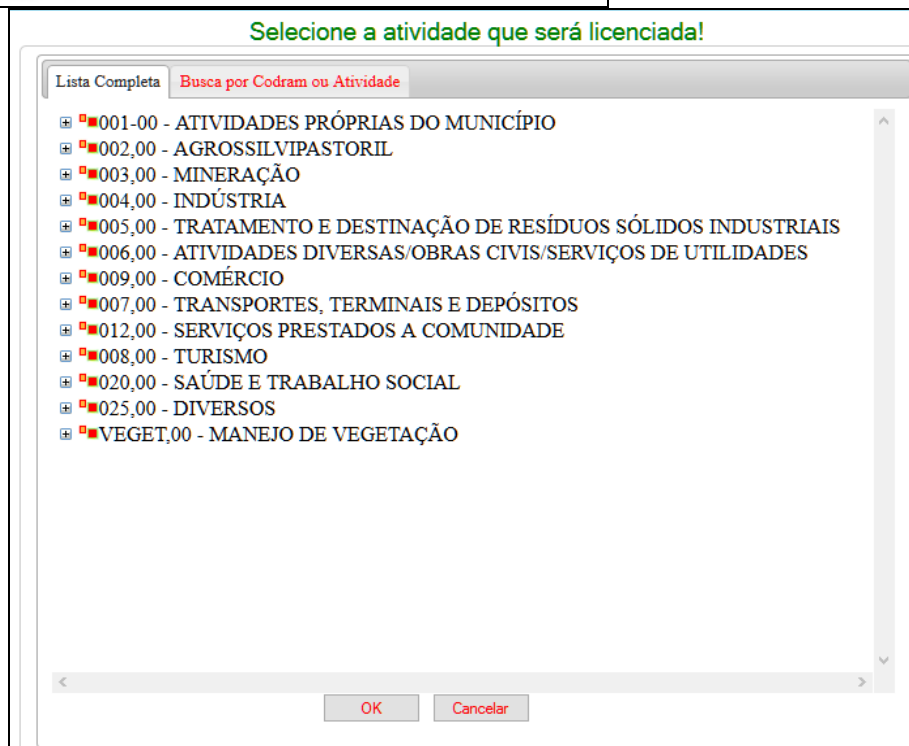 Selecione a atividade que será licenciada!
Lista Completa Busca por Codram ou Atividade
001-00 - ATIVIDADES PRÓPRIAS DO MUNICÍPIO
002,00 - AGROSSILVIPASTORIL
003,00 - MINERAÇÃO
004,00 - INDÚSTRIA
005,00 - TRATAMENTO E DESTINAÇÃO DE RESÍDUOS SÓLIDOS INDUSTRIAIS
006,00 - ATIVIDADES DIVERSAS/OBRAS CIVIS/SERVIÇOS DE UTILIDADES
009,00 - COMÉRCIO
007,00 - TRANSPORTES, TERMINAIS E DEPÓSITOS
012,00 - SERVIÇOS PRESTADOS A COMUNIDADE
008,00 - TURISMO
020,00 - SAÚDE E TRABALHO SOCIAL
025,00 - DIVERSOS
VEGET,00 - MANEJO DE VEGETAÇÃO
OK Cancelar